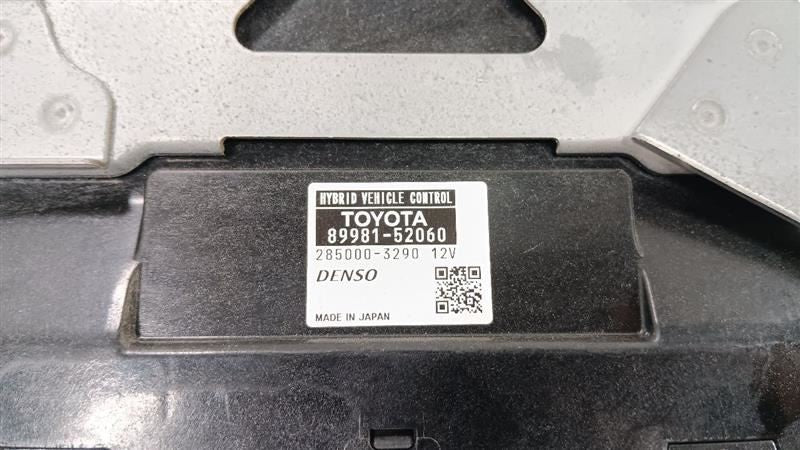 HYBRID VEHICLE CONTROL
TOYOTA
89981-52060
285000-3290 12V
DENSO
MADE IN JAPAN